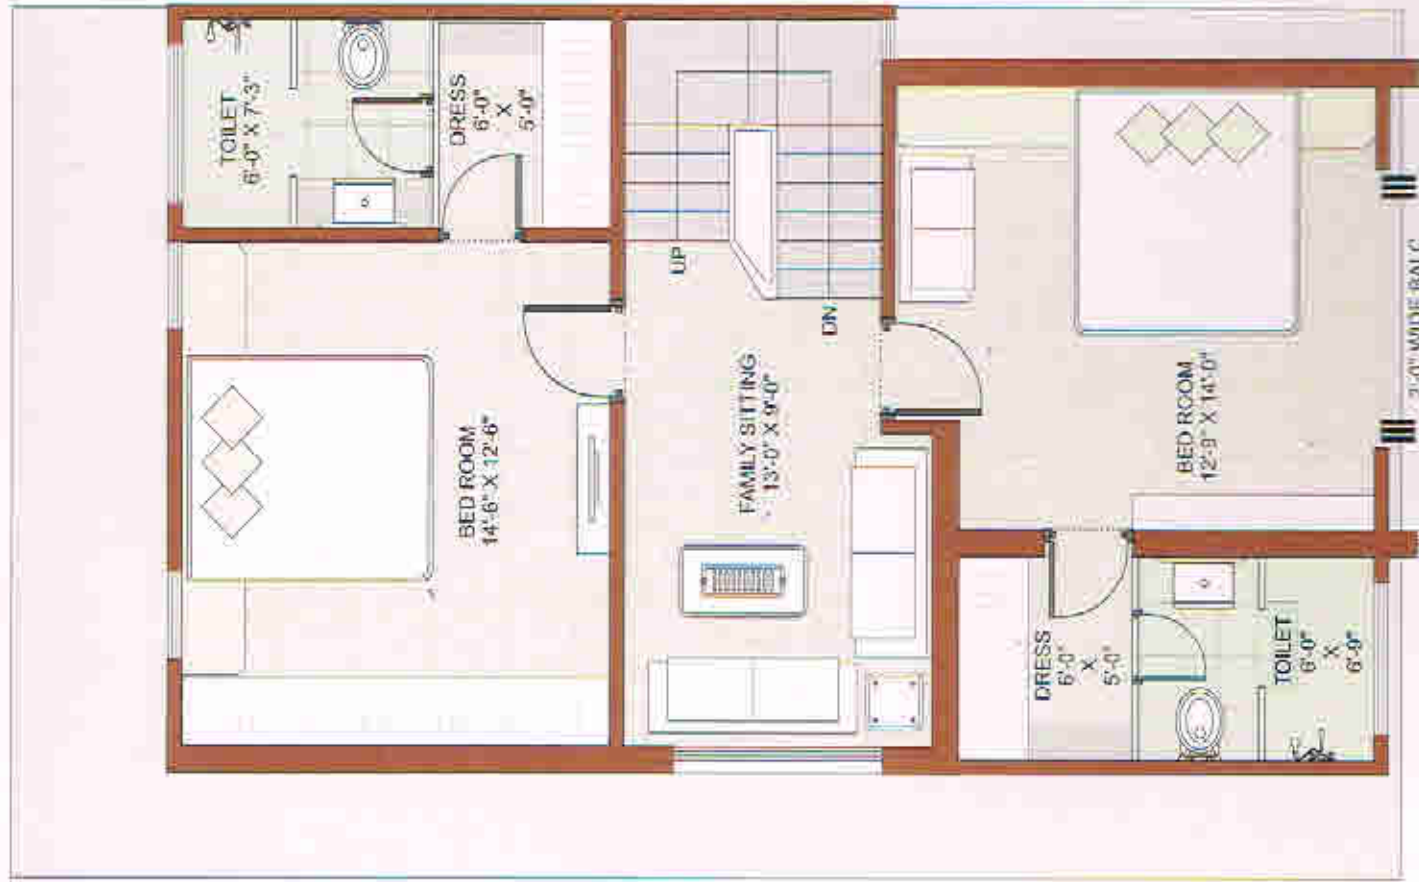 TOILET
6'-0" X 7'-3"
DRESS
6'-0"
X
5'-0"
UP
DN.
BED ROOM
14'-6" X 12'-6"
FAMILY SITTING
13'-0" X 9'-0"
BED ROOM
12'-9" X 14'-0"
DRESS
6'-0"
X
5'-0"
TOILET
6'-0"
X
6'-9"
WIDE